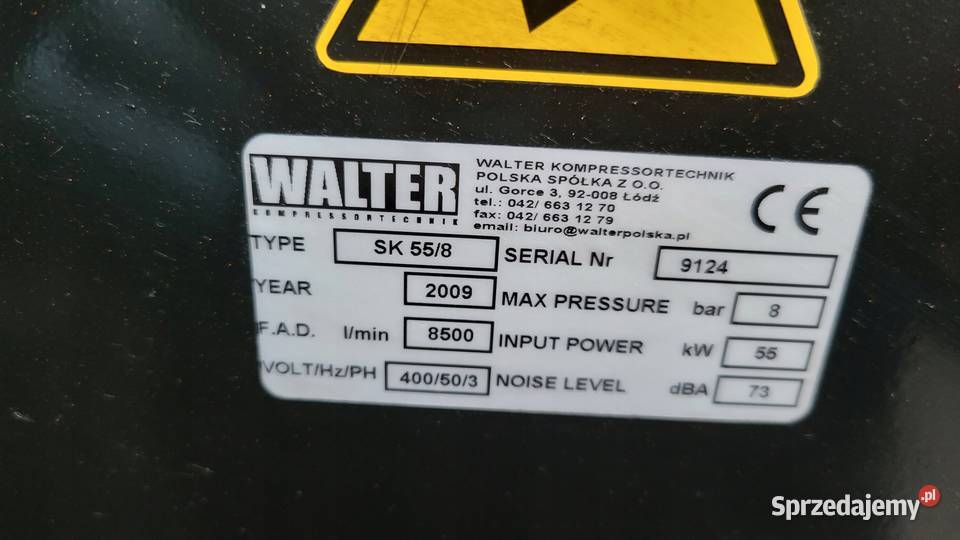 WALTER
KOMPRESSORTECHNIK
WALTER KOMPRESSORTECHNIK
POLSKA SPÓŁKA Z O.O.
ul. Gorce 3, 92-008 Łódź
tel.: 042/ 663 12 70
fax: 042/ 663 12 79
email: biuro@walterpolska.pl
CE
TYPE SK 55/8 SERIAL Nr 9124
YEAR 2009 MAX PRESSURE bar 8
F.A.D. l/min 8500 INPUT POWER kW 55
VOLT/Hz/PH 400/50/3 NOISE LEVEL dBA 73
Sprzedajemy.pl